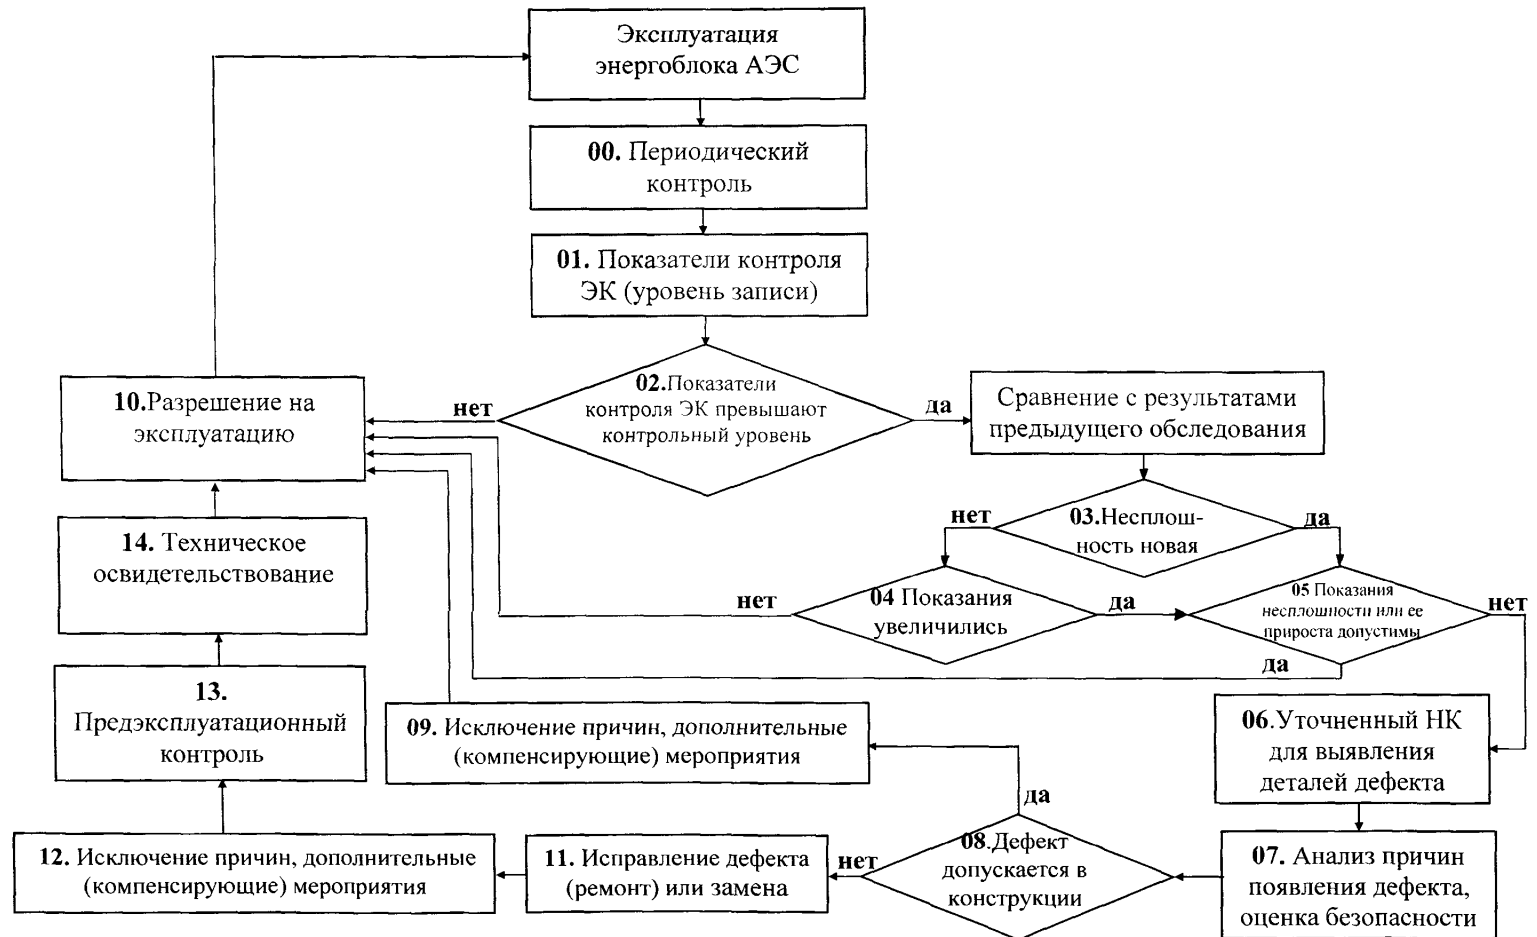 Эксплуатация
энергоблока АЭС
00. Периодический
контроль
01. Показатели контроля
ЭК (уровень записи)
02.Показатели
контроля ЭК превышают
контрольный уровень
нет
да
10.Разрешение на
эксплуатацию
Сравнение с результатами
предыдущего обследования
03.Несплош-
ность новая
нет
да
14. Техническое
освидетельствование
04 Показания
увеличились
нет
да
05 Показания
несплошности или ее
прироста допустимы
нет
да
13.
Предэксплуатационный
контроль
09. Исключение причин, дополнительные
(компенсирующие) мероприятия
06.Уточненный НК
для выявления
деталей дефекта
да
08.Дефект
допускается в
конструкции
нет
07. Анализ причин
появления дефекта,
оценка безопасности
11. Исправление дефекта
(ремонт) или замена
12. Исключение причин, дополнительные
(компенсирующие) мероприятия